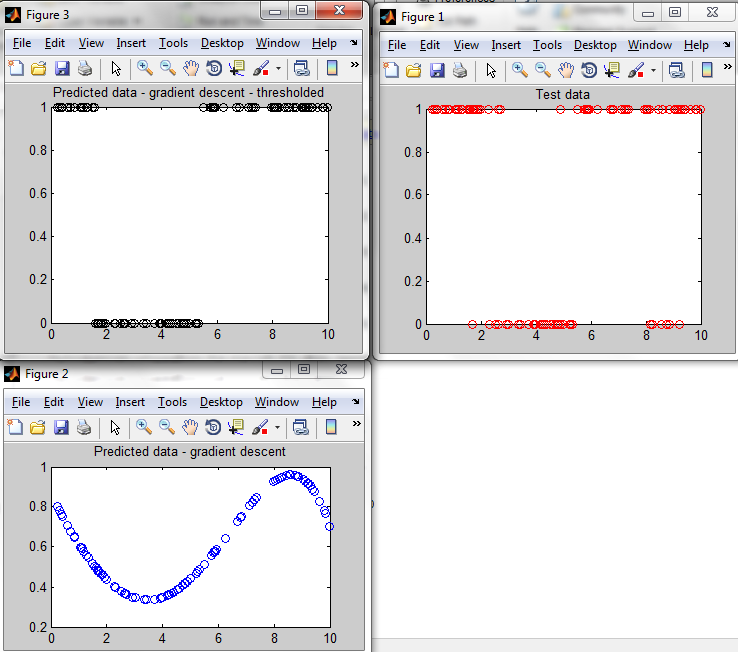 Figure 3
File Edit View Insert Tools Desktop Window Help
Predicted data - gradient descent - thresholded
1
0.8
0.6
0.4
0.2
0
0 2 4 6 8 10
Figure 1
File Edit View Insert Tools Desktop Window Help
Test data
1
0.8
0.6
0.4
0.2
0
0 2 4 6 8 10
Figure 2
File Edit View Insert Tools Desktop Window Help
Predicted data - gradient descent
1
0.8
0.6
0.4
0.2
0 2 4 6 8 10